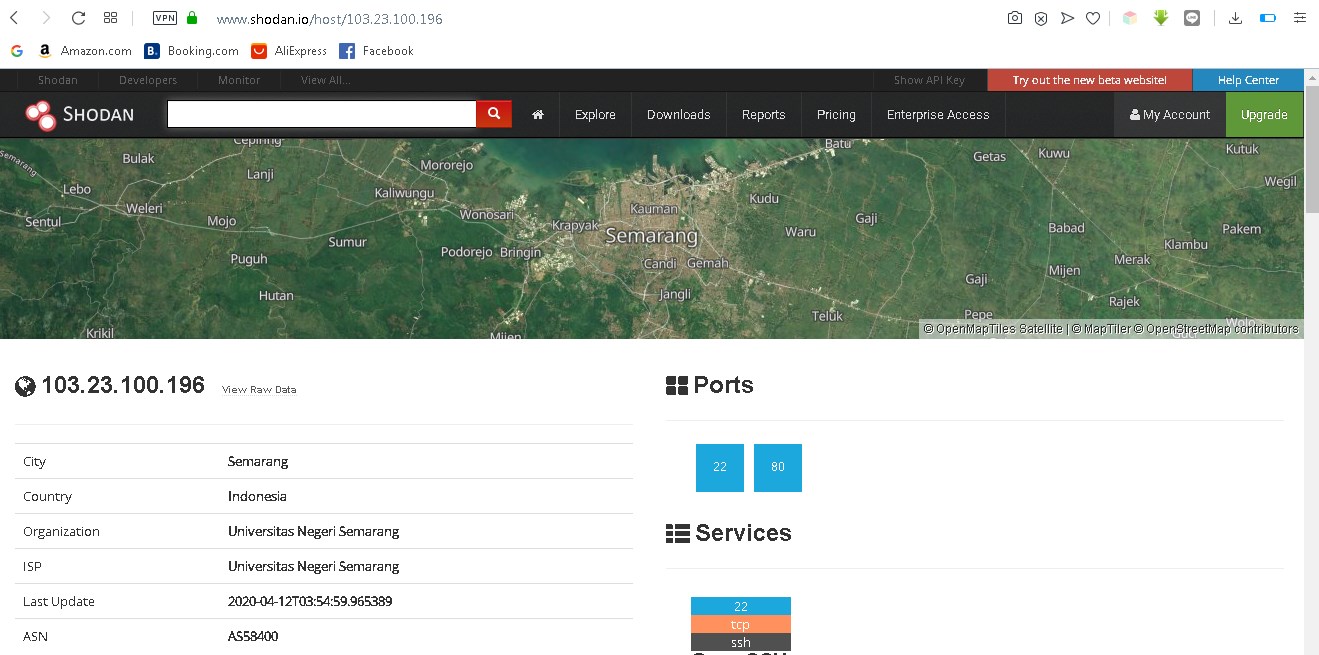 VPN www.shodan.io/host/103.23.100.196
Amazon.com Booking.com AliExpress Facebook
Shodan Developers Monitor View All... Show API Key Try out the new beta website! Help Center
SHODAN Explore Downloads Reports Pricing Enterprise Access My Account Upgrade
Semarang
Bulak
Cepiring
Lanji
Mororejo
Batu
Getas
Kuwu
Kutuk
Lebo
Weleri
Kaliwungu
Wegil
Sentul
Mojo
Wonosari
Kauman
Kudu
Gaji
Sumur
Krapyak
Semarang
Waru
Babad
Pakem
Klambu
Puguh
Podorejo
Bringin
Candi
Gemah
Merak
Mijen
Gaji
Hutan
Jangli
Rajek
Krikil
Mijen
Teluk
Pepe
© OpenMapTiles Satellite | © MapTiler © OpenStreetMap contributors
103.23.100.196 View Raw Data
City Semarang
Country Indonesia
Organization Universitas Negeri Semarang
ISP Universitas Negeri Semarang
Last Update 2020-04-12T03:54:59.965389
ASN AS58400
Ports
22 80
Services
22
tcp
ssh